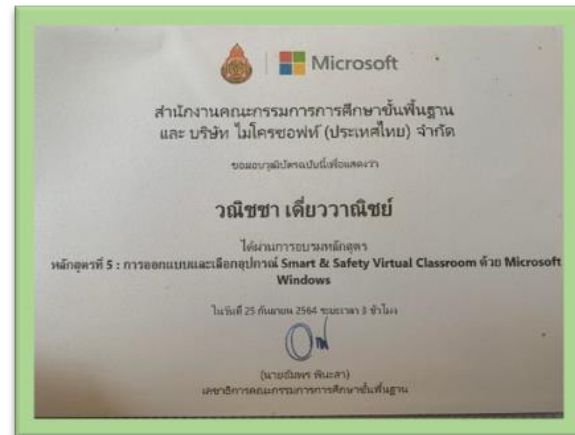 Microsoft
สำนักงานคณะกรรมการการศึกษาขั้นพื้นฐาน
และ บริษัท ไมโครซอฟท์ (ประเทศไทย) จำกัด
ขอมอบวุฒิบัตรฉบับนี้เพื่อแสดงว่า
วณิชชา เดี่ยววาณิชย์
ได้ผ่านการอบรมหลักสูตร
หลักสูตรที่ 5 : การออกแบบและเลือกอุปกรณ์ Smart & Safety Virtual Classroom ด้วย Microsoft
Windows
ในวันที่ 25 กันยายน 2564 ระยะเวลา 3 ชั่วโมง
(นายอัมพร พินะสา)
เลขาธิการคณะกรรมการการศึกษาขั้นพื้นฐาน